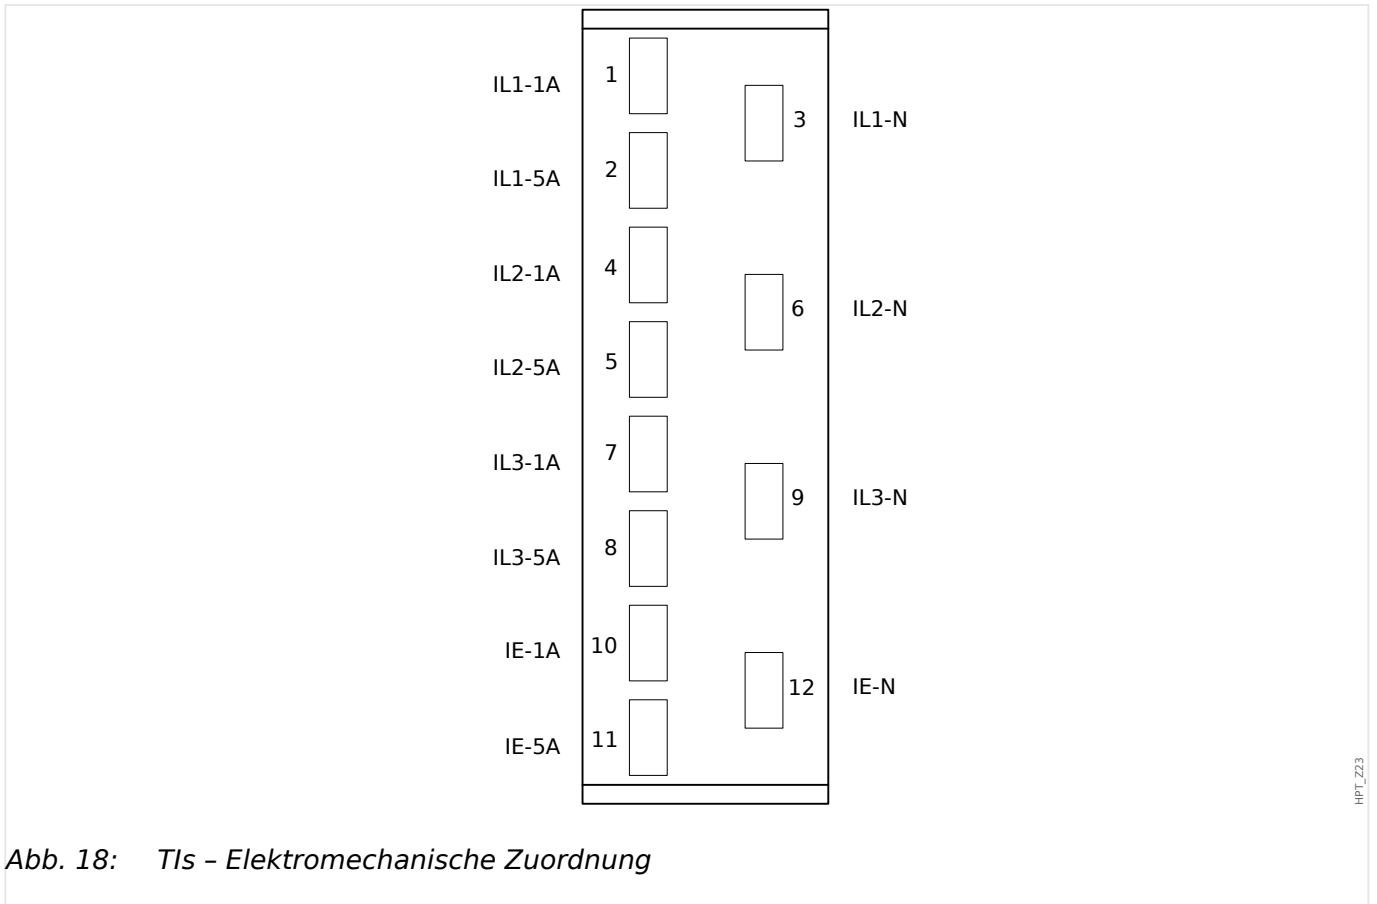 IL1-1A 1
3 IL1-N
IL1-5A 2
IL2-1A 4
6 IL2-N
IL2-5A 5
IL3-1A 7
9 IL3-N
IL3-5A 8
IE-1A 10
12 IE-N
IE-5A 11
HPT_Z23
Abb. 18: TIs – Elektromechanische Zuordnung